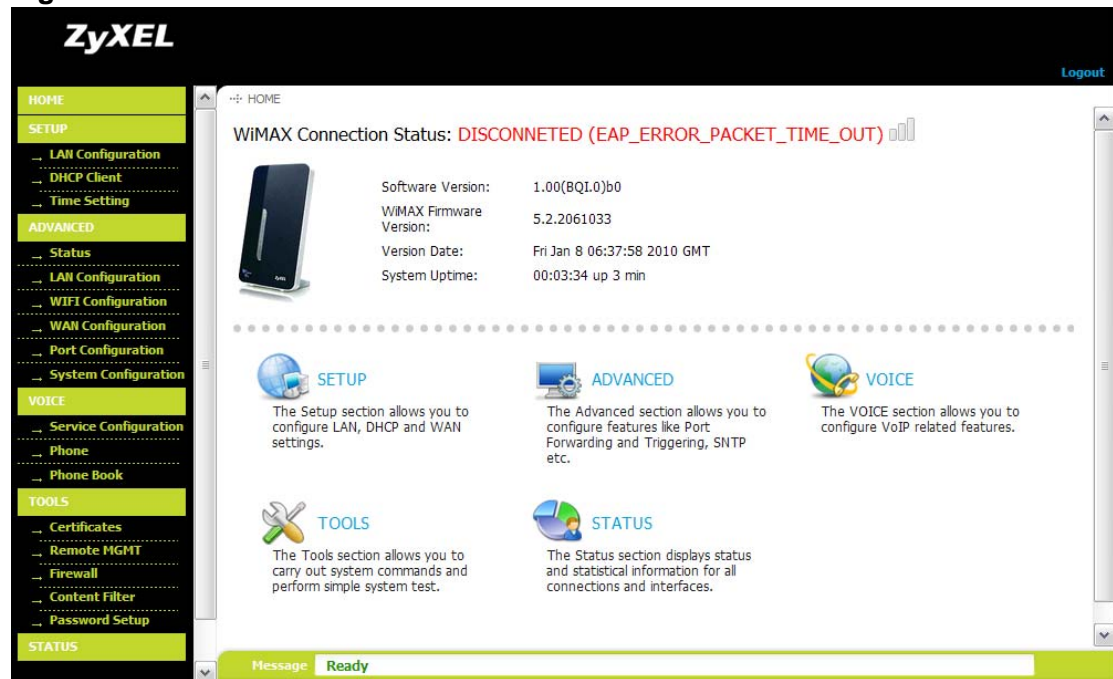 ZyXEL
Logout
HOME
SETUP
LAN Configuration
DHCP Client
Time Setting
ADVANCED
Status
LAN Configuration
WIFI Configuration
WAN Configuration
Port Configuration
System Configuration
VOICE
Service Configuration
Phone
Phone Book
TOOLS
Certificates
Remote MGMT
Firewall
Content Filter
Password Setup
STATUS
HOME
WiMAX Connection Status: DISCONNETED (EAP_ERROR_PACKET_TIME_OUT)
Software Version: 1.00(BQI.0)b0
WiMAX Firmware
Version: 5.2.2061033
Version Date: Fri Jan 8 06:37:58 2010 GMT
System Uptime: 00:03:34 up 3 min
SETUP
The Setup section allows you to
configure LAN, DHCP and WAN
settings.
ADVANCED
The Advanced section allows you to
configure features like Port
Forwarding and Triggering, SNTP
etc.
VOICE
The VOICE section allows you to
configure VoIP related features.
TOOLS
The Tools section allows you to
carry out system commands and
perform simple system test.
STATUS
The Status section displays status
and statistical information for all
connections and interfaces.
Message Ready